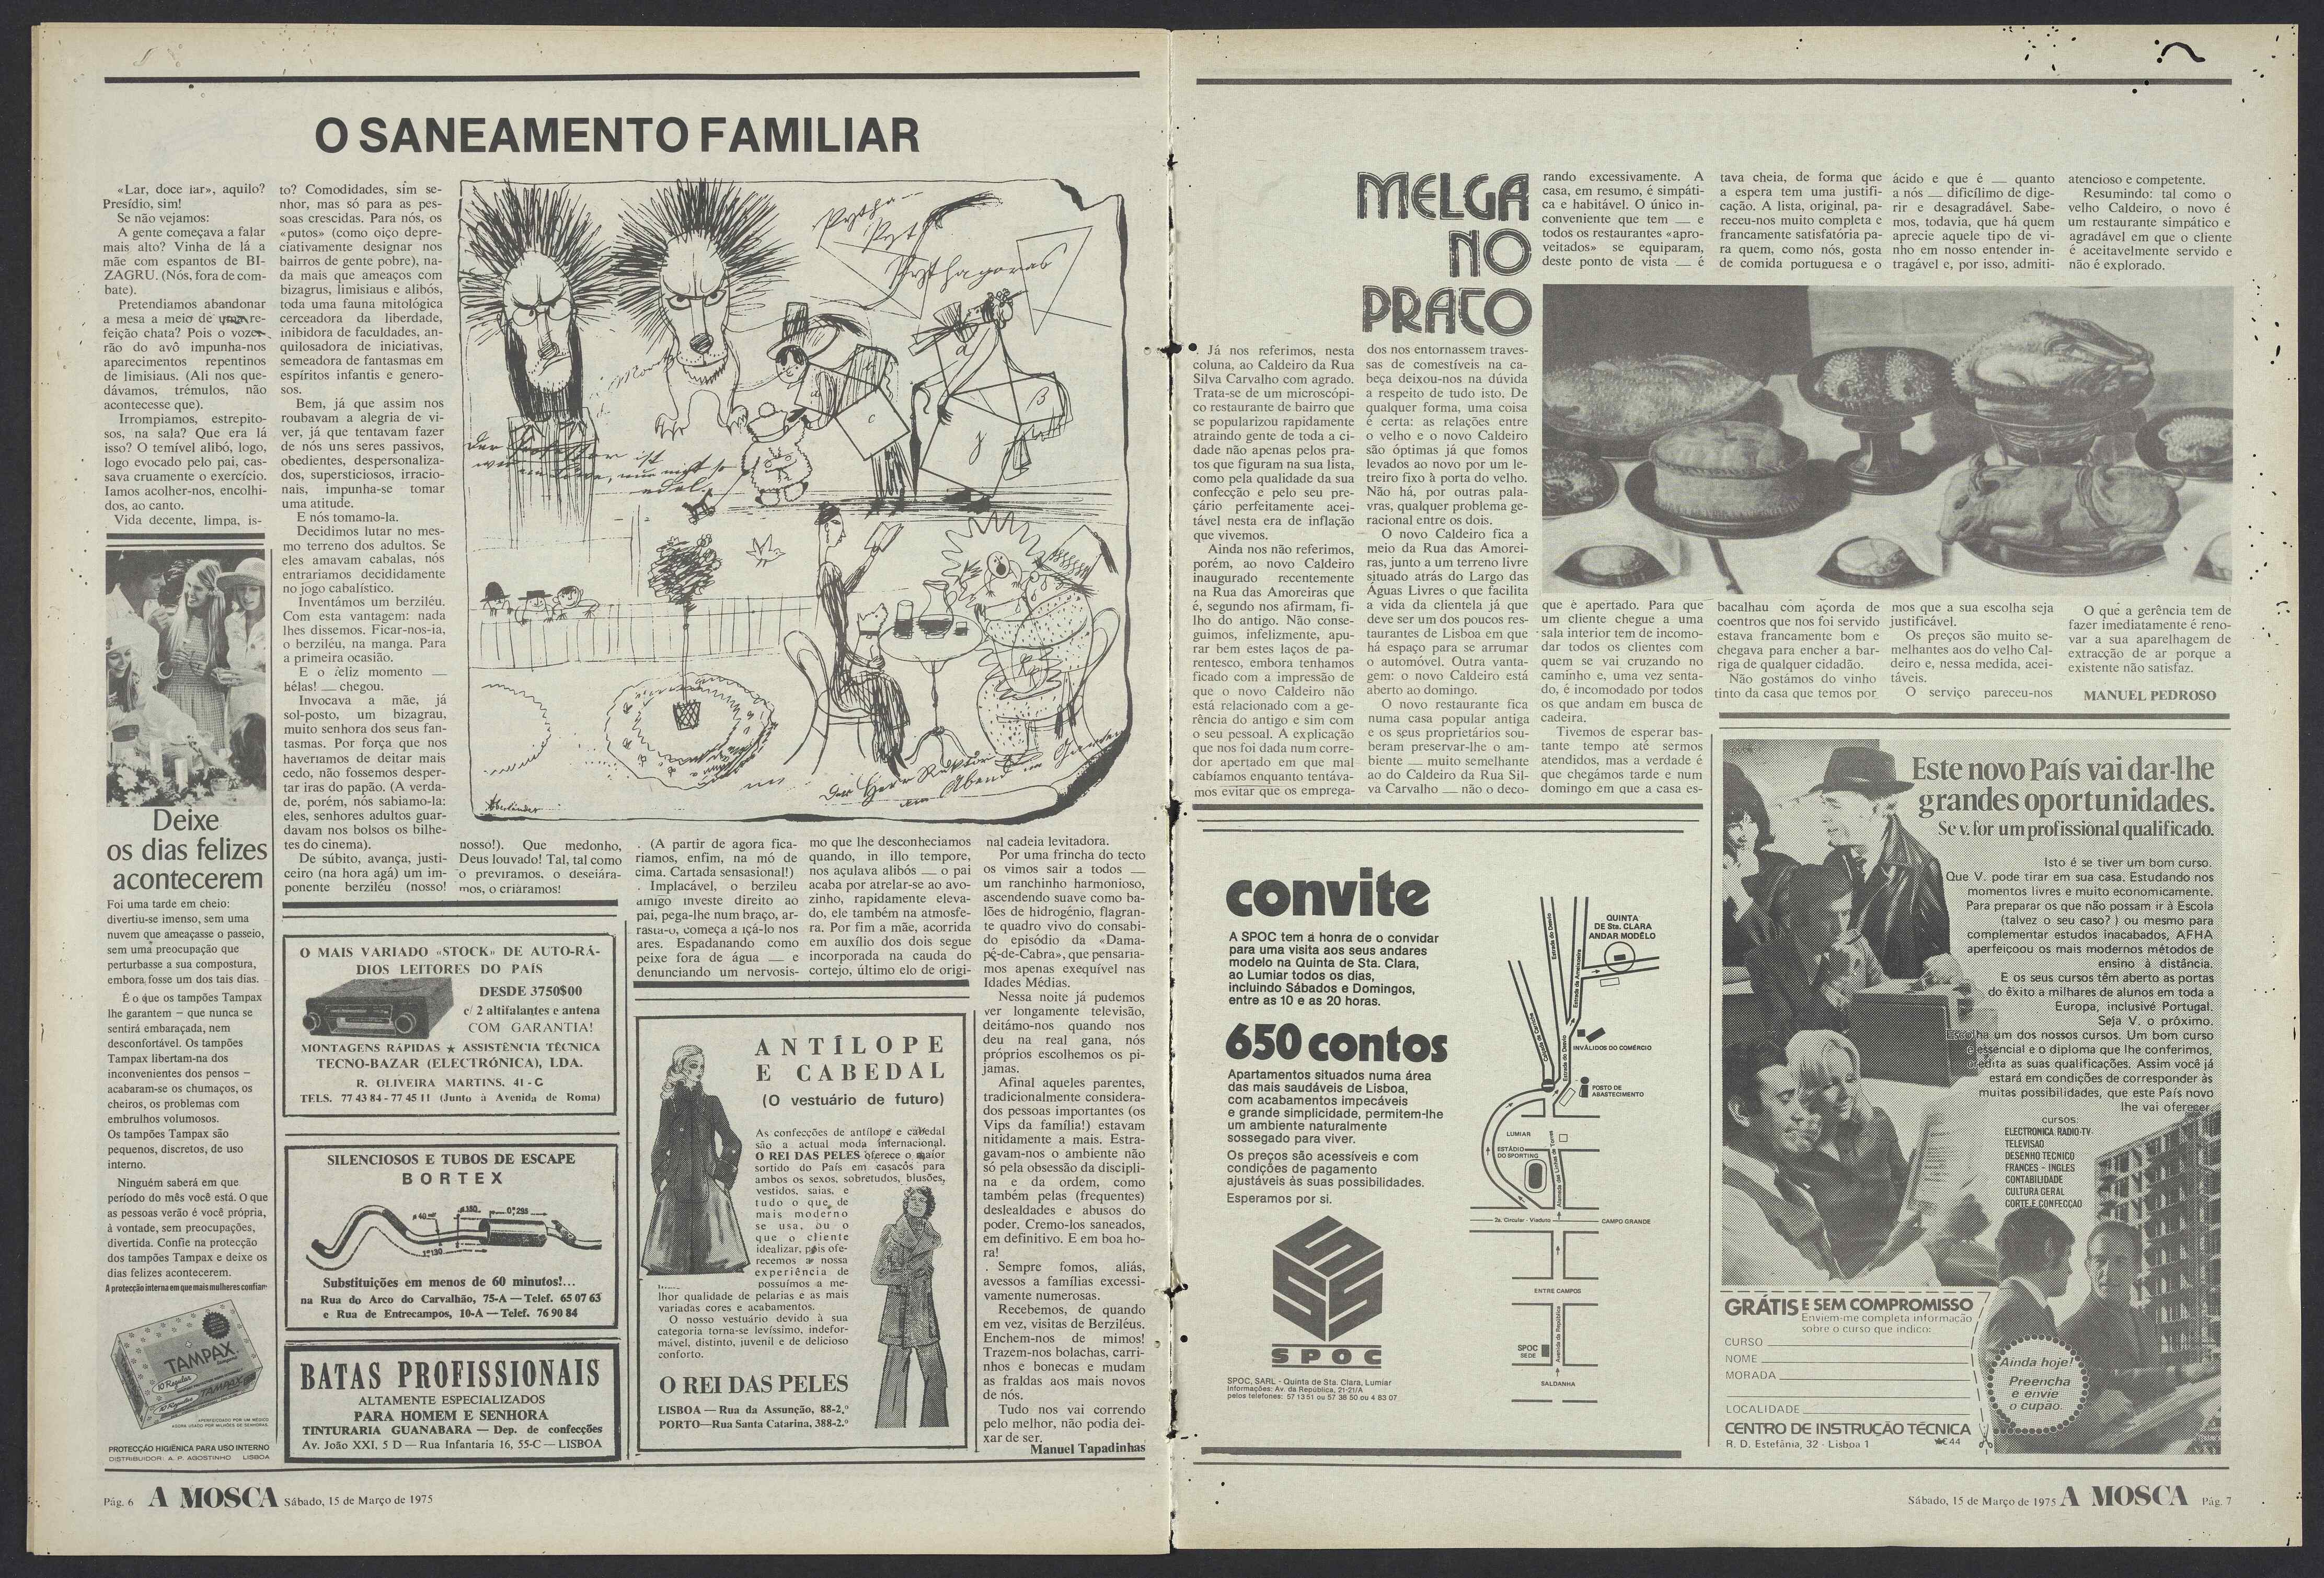 O SANEAMENTO FAMILIAR
«Lar, doce lar», aquilo?
Presídio, sim!
Se não vejamos:
A gente começava a falar
mais alto? Vinha de lá a
mãe com espantos de BI-
ZAGRU. (Nós, fora de com-
bate).
Pretendiamos abandonar
a mesa a meio de uma re-
feição chata? Pois o vozer-
rão do avô impunha-nos
aparecimentos repentinos
de limisiaus. (Ali nos que-
dávamos, trémulos, não
acontecesse que).
Irrompiamos, estrepito-
sos, na sala? Que era lá
isso? O temível alibó, logo,
logo evocado pelo pai, cas-
sava cruamente o exercício.
Iamos acolher-nos, encolhi-
dos, ao canto.
Vida decente, limpa, is-
to? Comodidades, sim se-
nhor, mas só para as pes-
soas crescidas. Para nós, os
«putos» (como oiço depre-
ciativamente designar nos
bairros de gente pobre), na-
da mais que ameaços com
bizagrus, limisiaus e alibós,
toda uma fauna mitológica
cerceadora da liberdade,
inibidora de faculdades, an-
quilosadora de iniciativas,
semeadora de fantasmas em
espíritos infantis e genero-
sos.
Bem, já que assim nos
roubavam a alegria de vi-
ver, já que tentavam fazer
de nós uns seres passivos,
obedientes, despersonaliza-
dos, supersticiosos, irracio-
nais, impunha-se tomar
uma atitude.
E nós tomamo-la.
Decidimos lutar no mes-
mo terreno dos adultos. Se
eles amavam cabalas, nós
entrariamos decididamente
no jogo cabalístico.
Inventámos um berziléu.
Com esta vantagem: nada
lhes dissemos. Ficar-nos-ia,
o berziléu, na manga. Para
a primeira ocasião.
E o feliz momento —
hélas! — chegou.
Invocava a mãe, já
sol-posto, um bizagrau,
muito senhora dos seus fan-
tasmas. Por força que nos
haveriamos de deitar mais
cedo, não fossemos desper-
tar iras do papão. (A verda-
de, porém, nós sabiamo-la:
eles, senhores adultos guar-
davam nos bolsos os bilhe-
tes do cinema).
De súbito, avança, justi-
ceiro (na hora agá) um im-
ponente berziléu (nosso!
nosso!). Que medonho,
Deus louvado! Tal, tal como
o previramos, o deseiára-
mos, o criaramos!
(A partir de agora fica-
riamos, enfim, na mó de
cima. Cartada sensasional!)
Implacável, o berzileu
amigo investe direito ao
pai, pega-lhe num braço, ar-
rasta-o, começa a içá-lo nos
ares. Espadanando como
peixe fora de água — e
denunciando um nervosis-
mo que lhe desconheciamos
quando, in illo tempore,
nos açulava alibós — o pai
acaba por atrelar-se ao avo-
zinho, rapidamente eleva-
do, ele também na atmosfe-
ra. Por fim a mãe, acorrida
em auxílio dos dois segue
incorporada na cauda do
cortejo, último elo de origi-
nal cadeia levitadora.
Por uma frincha do tecto
os vimos sair a todos —
um ranchinho harmonioso,
ascendendo suave como ba-
lões de hidrogénio, flagran-
te quadro vivo do consabi-
do episódio da «Dama-
pé-de-Cabra», que pensaria-
mos apenas exequível nas
Idades Médias.
Nessa noite já pudemos
ver longamente televisão,
deitámo-nos quando nos
deu na real gana, nós
próprios escolhemos os pi-
jamas.
Afinal aqueles parentes,
tradicionalmente considera-
dos pessoas importantes (os
Vips da família!) estavam
nitidamente a mais. Estra-
gavam-nos o ambiente não
só pela obsessão da discipli-
na e da ordem, como
também pelas (frequentes)
deslealdades e abusos do
poder. Cremo-los saneados,
em definitivo. E em boa ho-
ra!
Sempre fomos, aliás,
avessos a famílias excessi-
vamente numerosas.
Recebemos, de quando
em vez, visitas de Berziléus.
Enchem-nos de mimos!
Trazem-nos bolachas, carri-
nhos e bonecas e mudam
as fraldas aos mais novos
de nós.
Tudo nos vai correndo
pelo melhor, não podia dei-
xar de ser.
Manuel Tapadinhas
Pytha-
Pyth
Pythagoras
a
c
α
β
γ
Der Professor ist
Der Herr Rektor
am Abend im Garten
Oberländer
Deixe
os dias felizes
acontecerem
Foi uma tarde em cheio:
divertiu-se imenso, sem uma
nuvem que ameaçasse o passeio,
sem uma preocupação que
perturbasse a sua compostura,
embora fosse um dos tais dias.
É o que os tampões Tampax
lhe garantem – que nunca se
sentirá embaraçada, nem
desconfortável. Os tampões
Tampax libertam-na dos
inconvenientes dos pensos –
acabaram-se os chumaços, os
cheiros, os problemas com
embrulhos volumosos.
Os tampões Tampax são
pequenos, discretos, de uso
interno.
Ninguém saberá em que
período do mês você está. O que
as pessoas verão é você própria,
à vontade, sem preocupações,
divertida. Confie na protecção
dos tampões Tampax e deixe os
dias felizes acontecerem.
A protecção interna em que mais mulheres confiam
TAMPAX
10 Regular
TAMPAX
10 Regular
APERFEIÇOADO POR UM MÉDICO
AGORA USADO POR MILHÕES DE SENHORAS.
PROTECÇÃO HIGIÉNICA PARA USO INTERNO
DISTRIBUIDOR: A. P. AGOSTINHO LISBOA
O MAIS VARIADO «STOCK» DE AUTO-RÁ-
DIOS LEITORES DO PAÍS
DESDE 3750$00
c/ 2 altifalantes e antena
COM GARANTIA!
MONTAGENS RÁPIDAS ★ ASSISTÊNCIA TÉCNICA
TECNO-BAZAR (ELECTRÓNICA), LDA.
R. OLIVEIRA MARTINS, 41 - C
TELS. 77 43 84 - 77 45 11 (Junto à Avenida de Roma)
SILENCIOSOS E TUBOS DE ESCAPE
BORTEX
Substituições em menos de 60 minutos!...
na Rua do Arco do Carvalhão, 75-A — Telef. 65 07 63
e Rua de Entrecampos, 10-A — Telef. 76 90 84
BATAS PROFISSIONAIS
ALTAMENTE ESPECIALIZADOS
PARA HOMEM E SENHORA
TINTURARIA GUANABARA — Dep. de confecções
Av. João XXI, 5 D — Rua Infantaria 16, 55-C — LISBOA
ANTÍLOPE
E CABEDAL
(O vestuário de futuro)
As confecções de antílope e cabedal
são a actual moda internacional.
O REI DAS PELES oferece o maior
sortido do País em casacos para
ambos os sexos, sobretudos, blusões,
vestidos, saias, e
tudo o que de
mais moderno
se usa, ou o
que o cliente
idealizar, pois ofe-
recemos a nossa
experiência de
possuímos a me-
lhor qualidade de pelarias e as mais
variadas cores e acabamentos.
O nosso vestuário devido à sua
categoria torna-se levíssimo, indefor-
mável, distinto, juvenil e de delicioso
conforto.
O REI DAS PELES
LISBOA — Rua da Assunção, 88-2.º
PORTO—Rua Santa Catarina, 388-2.º
Pág. 6 A MOSCA Sábado, 15 de Março de 1975
MELGA
NO
PRATO
Já nos referimos, nesta
coluna, ao Caldeiro da Rua
Silva Carvalho com agrado.
Trata-se de um microscópi-
co restaurante de bairro que
se popularizou rapidamente
atraindo gente de toda a ci-
dade não apenas pelos pra-
tos que figuram na sua lista,
como pela qualidade da sua
confecção e pelo seu pre-
çário perfeitamente acei-
tável nesta era de inflação
que vivemos.
Ainda nos não referimos,
porém, ao novo Caldeiro
inaugurado recentemente
na Rua das Amoreiras que
é, segundo nos afirmam, fi-
lho do antigo. Não conse-
guimos, infelizmente, apu-
rar bem estes laços de pa-
rentesco, embora tenhamos
ficado com a impressão de
que o novo Caldeiro não
está relacionado com a ge-
rência do antigo e sim com
o seu pessoal. A explicação
que nos foi dada num corre-
dor apertado em que mal
cabíamos enquanto tentáva-
mos evitar que os emprega-
dos nos entornassem traves-
sas de comestíveis na ca-
beça deixou-nos na dúvida
a respeito de tudo isto. De
qualquer forma, uma coisa
é certa: as relações entre
o velho e o novo Caldeiro
são óptimas já que fomos
levados ao novo por um le-
treiro fixo à porta do velho.
Não há, por outras pala-
vras, qualquer problema ge-
racional entre os dois.
O novo Caldeiro fica a
meio da Rua das Amorei-
ras, junto a um terreno livre
situado atrás do Largo das
Águas Livres o que facilita
a vida da clientela já que
deve ser um dos poucos res-
taurantes de Lisboa em que
há espaço para se arrumar
o automóvel. Outra vanta-
gem: o novo Caldeiro está
aberto ao domingo.
O novo restaurante fica
numa casa popular antiga
e os seus proprietários sou-
beram preservar-lhe o am-
biente — muito semelhante
ao do Caldeiro da Rua Sil-
va Carvalho — não o deco-
rando excessivamente. A
casa, em resumo, é simpáti-
ca e habitável. O único in-
conveniente que tem — e
todos os restaurantes «apro-
veitados» se equiparam,
deste ponto de vista — é
que é apertado. Para que
um cliente chegue a uma
sala interior tem de incomo-
dar todos os clientes com
quem se vai cruzando no
caminho e, uma vez senta-
do, é incomodado por todos
os que andam em busca de
cadeira.
Tivemos de esperar bas-
tante tempo até sermos
atendidos, mas a verdade é
que chegámos tarde e num
domingo em que a casa es-
tava cheia, de forma que
a espera tem uma justifi-
cação. A lista, original, pa-
receu-nos muito completa e
francamente satisfatória pa-
ra quem, como nós, gosta
de comida portuguesa e o
bacalhau com açorda de
coentros que nos foi servido
estava francamente bom e
chegava para encher a bar-
riga de qualquer cidadão.
Não gostámos do vinho
tinto da casa que temos por
ácido e que é — quanto
a nós — dificílimo de dige-
rir e desagradável. Sabe-
mos, todavia, que há quem
aprecie aquele tipo de vi-
nho em nosso entender in-
tragável e, por isso, admiti-
mos que a sua escolha seja
justificável.
Os preços são muito se-
melhantes aos do velho Cal-
deiro e, nessa medida, acei-
táveis.
O serviço pareceu-nos
atencioso e competente.
Resumindo: tal como o
velho Caldeiro, o novo é
um restaurante simpático e
agradável em que o cliente
é aceitavelmente servido e
não é explorado.
O que a gerência tem de
fazer imediatamente é reno-
var a sua aparelhagem de
extracção de ar porque a
existente não satisfaz.
MANUEL PEDROSO
convite
A SPOC tem a honra de o convidar
para uma visita aos seus andares
modelo na Quinta de Sta. Clara,
ao Lumiar todos os dias,
incluindo Sábados e Domingos,
entre as 10 e as 20 horas.
650 contos
Apartamentos situados numa área
das mais saudáveis de Lisboa,
com acabamentos impecáveis
e grande simplicidade, permitem-lhe
um ambiente naturalmente
sossegado para viver.
Os preços são acessíveis e com
condições de pagamento
ajustáveis às suas possibilidades.
Esperamos por si.
SPOC
SPOC, SARL - Quinta de Sta. Clara, Lumiar
Informações: Av. da República, 21-21/A
pelos telefones: 57 13 51 ou 57 38 50 ou 4 83 07
QUINTA
DE Sta. CLARA
ANDAR MODÊLO
Estrada do Desvio
Estrada da Ameixoeira
Calçada de Carriche
Estrada do Desvio
INVÁLIDOS DO COMÉRCIO
POSTO DE
ABASTECIMENTO
LUMIAR
ESTÁDIO
DO SPORTING
Alameda das Linhas de Torres
2a. Circular - Viaduto
CAMPO GRANDE
ENTRE CAMPOS
Avenida da República
SPOC
SEDE
SALDANHA
Este novo País vai dar-lhe
grandes oportunidades.
Se v. for um profissional qualificado.
Isto é se tiver um bom curso.
Que V. pode tirar em sua casa. Estudando nos
momentos livres e muito economicamente.
Para preparar os que não possam ir à Escola
(talvez o seu caso?) ou mesmo para
complementar estudos inacabados, AFHA
aperfeiçoou os mais modernos métodos de
ensino à distância.
E os seus cursos têm aberto as portas
do êxito a milhares de alunos em toda a
Europa, inclusivé Portugal.
Seja V. o próximo.
Escolha um dos nossos cursos. Um bom curso
é essencial e o diploma que lhe conferimos,
credita as suas qualificações. Assim você já
estará em condições de corresponder às
muitas possibilidades, que este País novo
lhe vai oferecer.
CURSOS:
ELECTRONICA. RADIO-TV-
TELEVISAO
DESENHO TECNICO
FRANCES - INGLES
CONTABILIDADE
CULTURA GERAL
CORTE E CONFECÇAO
GRÁTIS E SEM COMPROMISSO
Enviem-me completa informação
sobre o curso que indico:
CURSO
NOME
MORADA
LOCALIDADE
CENTRO DE INSTRUÇÃO TÉCNICA
R. D. Estefânia, 32 - Lisboa 1
Ainda hoje!
Preencha
e envie
o cupão.
Sábado, 15 de Março de 1975 A MOSCA Pág. 7